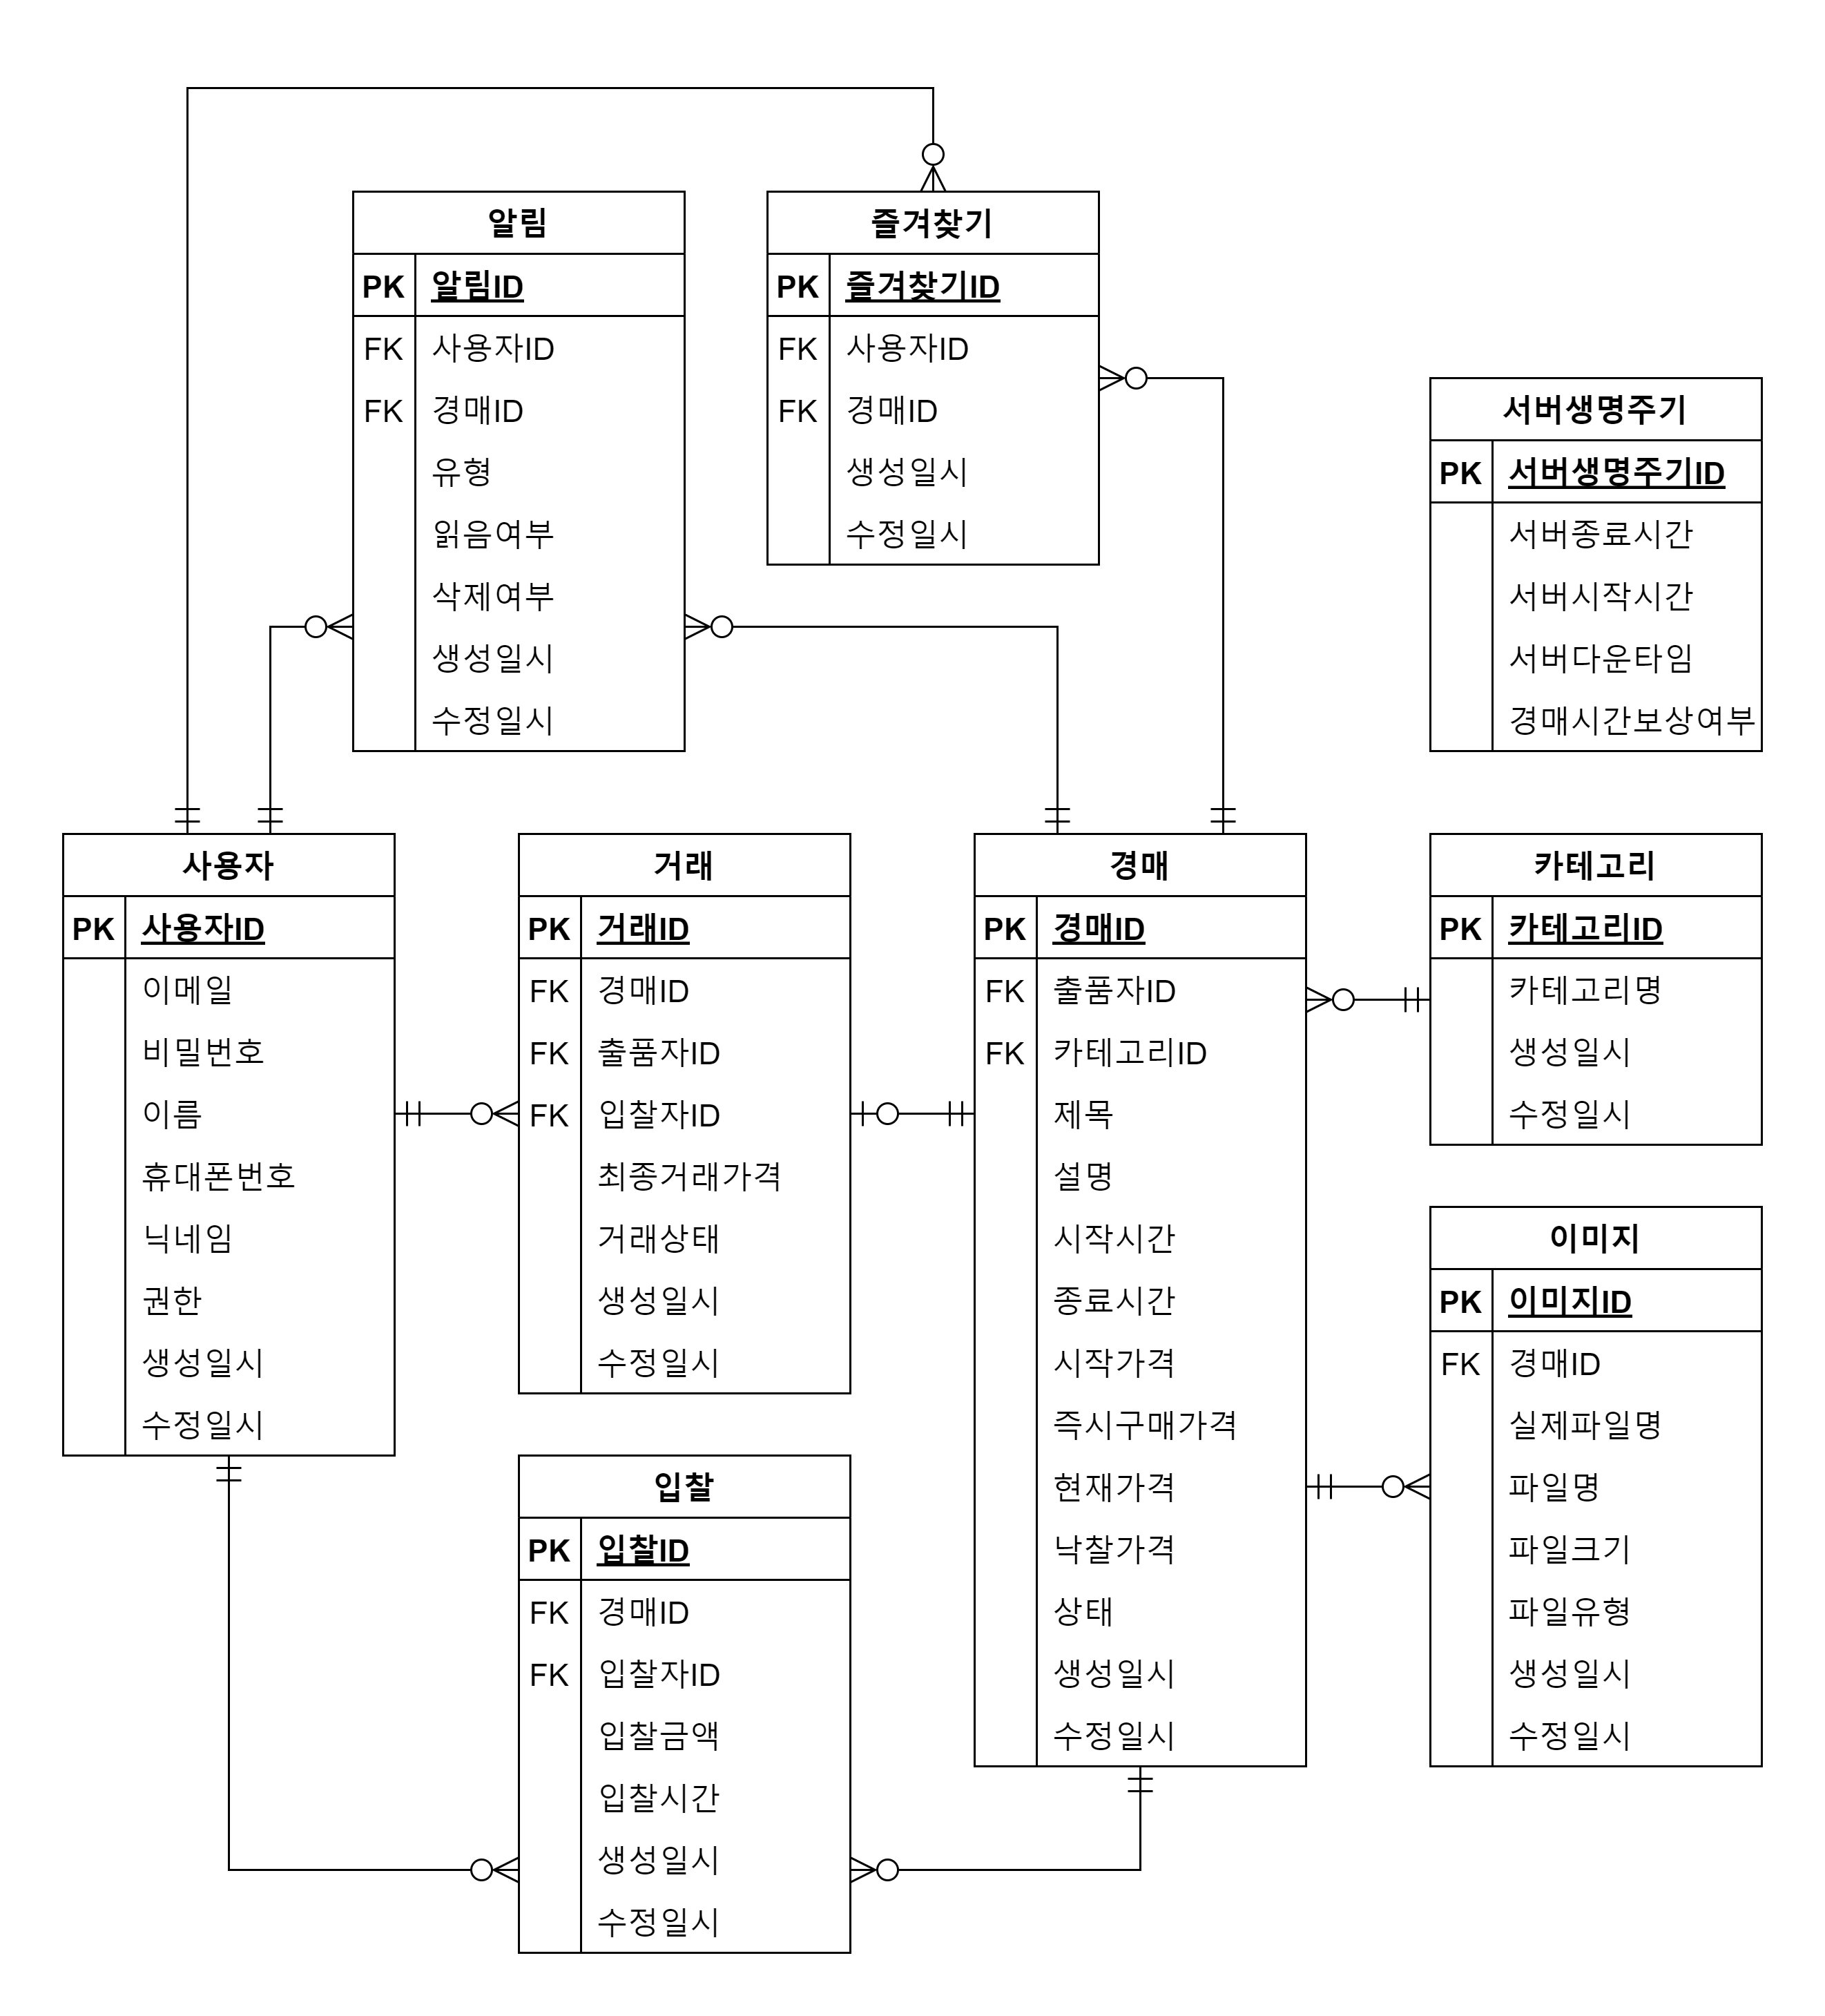 알림
PK 알림ID
FK 사용자ID
FK 경매ID
유형
읽음여부
삭제여부
생성일시
수정일시
즐겨찾기
PK 즐겨찾기ID
FK 사용자ID
FK 경매ID
생성일시
수정일시
서버생명주기
PK 서버생명주기ID
서버종료시간
서버시작시간
서버다운타임
경매시간보상여부
사용자
PK 사용자ID
이메일
비밀번호
이름
휴대폰번호
닉네임
권한
생성일시
수정일시
거래
PK 거래ID
FK 경매ID
FK 출품자ID
FK 입찰자ID
최종거래가격
거래상태
생성일시
수정일시
경매
PK 경매ID
FK 출품자ID
FK 카테고리ID
제목
설명
시작시간
종료시간
시작가격
즉시구매가격
현재가격
낙찰가격
상태
생성일시
수정일시
카테고리
PK 카테고리ID
카테고리명
생성일시
수정일시
이미지
PK 이미지ID
FK 경매ID
실제파일명
파일명
파일크기
파일유형
생성일시
수정일시
입찰
PK 입찰ID
FK 경매ID
FK 입찰자ID
입찰금액
입찰시간
생성일시
수정일시